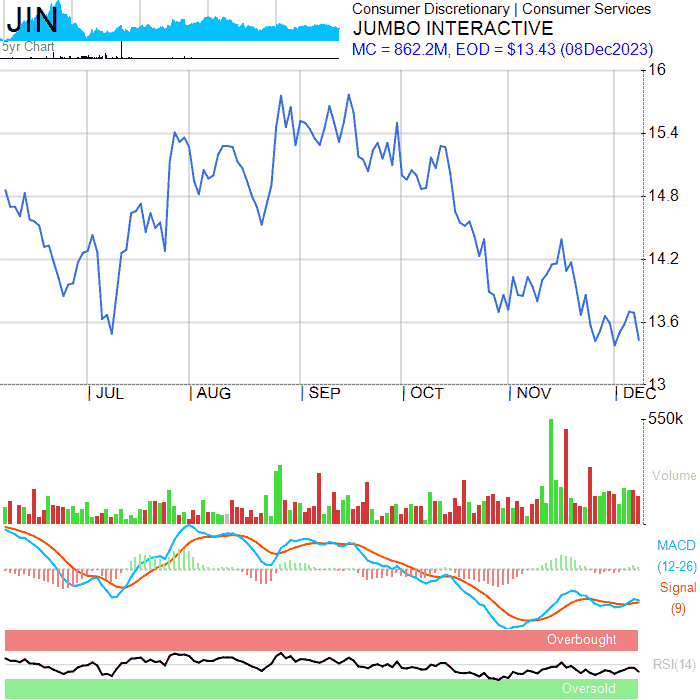 JIN
5yr Chart
Consumer Discretionary | Consumer Services
JUMBO INTERACTIVE
MC = 862.2M, EOD = $13.43 (08Dec2023)
16
15.4
14.8
14.2
13.6
13
JUL AUG SEP OCT NOV DEC
550k
Volume
MACD
(12-26)
Signal
(9)
Overbought
RSI(14)
Oversold